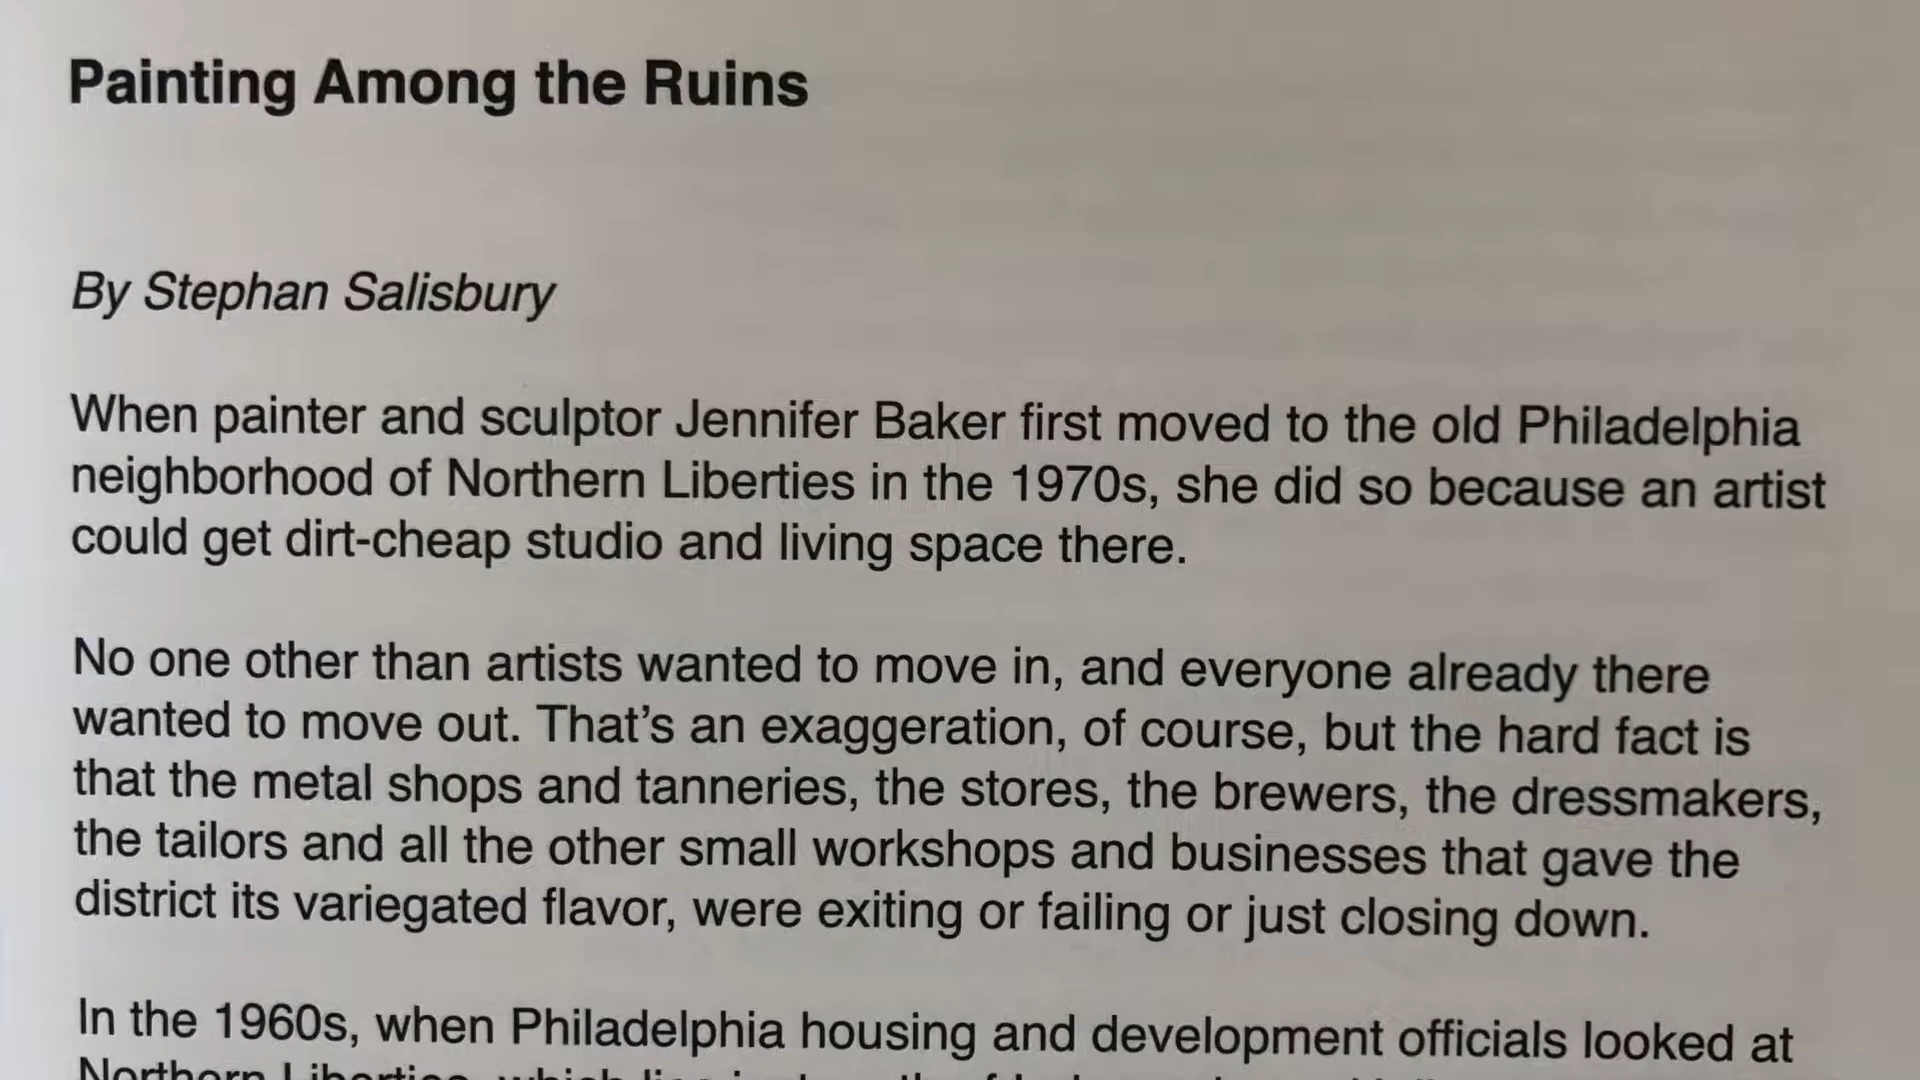 Painting Among the Ruins
By Stephan Salisbury
When painter and sculptor Jennifer Baker first moved to the old Philadelphia
neighborhood of Northern Liberties in the 1970s, she did so because an artist
could get dirt-cheap studio and living space there.
No one other than artists wanted to move in, and everyone already there
wanted to move out. That’s an exaggeration, of course, but the hard fact is
that the metal shops and tanneries, the stores, the brewers, the dressmakers,
the tailors and all the other small workshops and businesses that gave the
district its variegated flavor, were exiting or failing or just closing down.
In the 1960s, when Philadelphia housing and development officials looked at
Northern Liberties, which lies